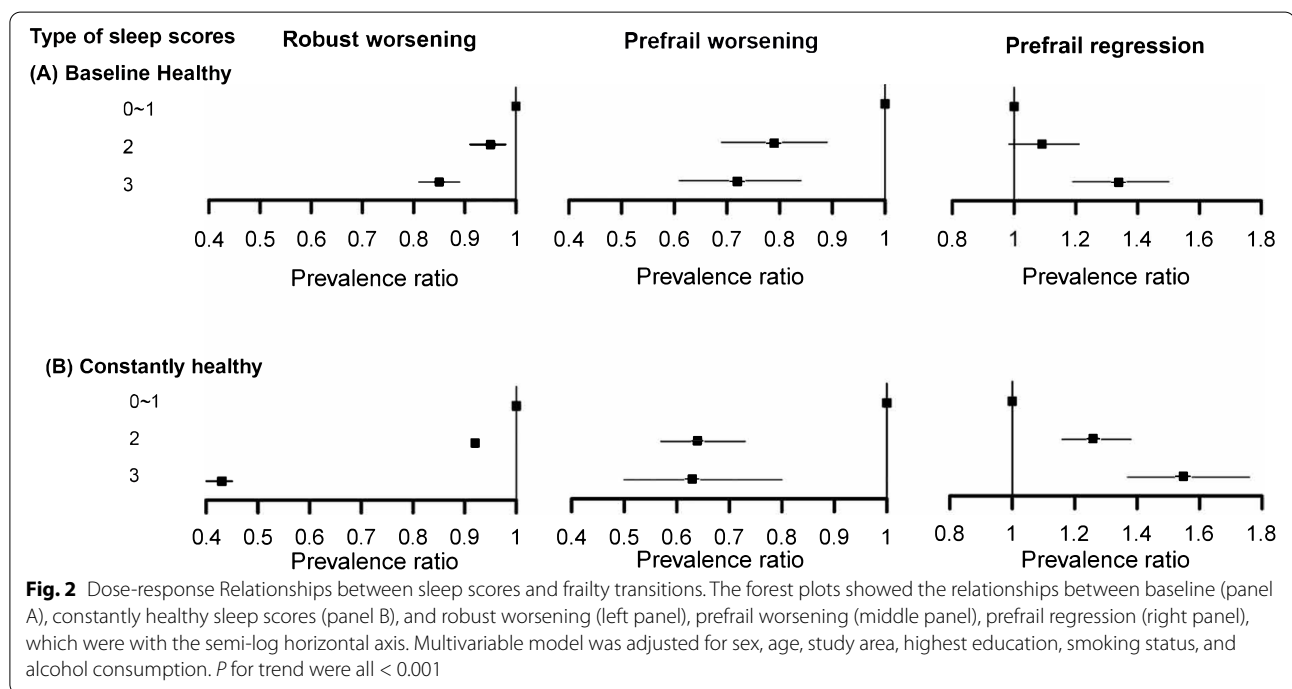 Type of sleep scores
Robust worsening
Prefrail worsening
Prefrail regression
(A) Baseline Healthy
0~1
2
3
0.4 0.5 0.6 0.7 0.8 0.9 1
0.4 0.5 0.6 0.7 0.8 0.9 1
0.8 1 1.2 1.4 1.6 1.8
Prevalence ratio
Prevalence ratio
Prevalence ratio
(B) Constantly healthy
0~1
2
3
0.4 0.5 0.6 0.7 0.8 0.9 1
0.4 0.5 0.6 0.7 0.8 0.9 1
0.8 1 1.2 1.4 1.6 1.8
Prevalence ratio
Prevalence ratio
Prevalence ratio
Fig. 2 Dose-response Relationships between sleep scores and frailty transitions. The forest plots showed the relationships between baseline (panel
A), constantly healthy sleep scores (panel B), and robust worsening (left panel), prefrail worsening (middle panel), prefrail regression (right panel),
which were with the semi-log horizontal axis. Multivariable model was adjusted for sex, age, study area, highest education, smoking status, and
alcohol consumption. P for trend were all < 0.001